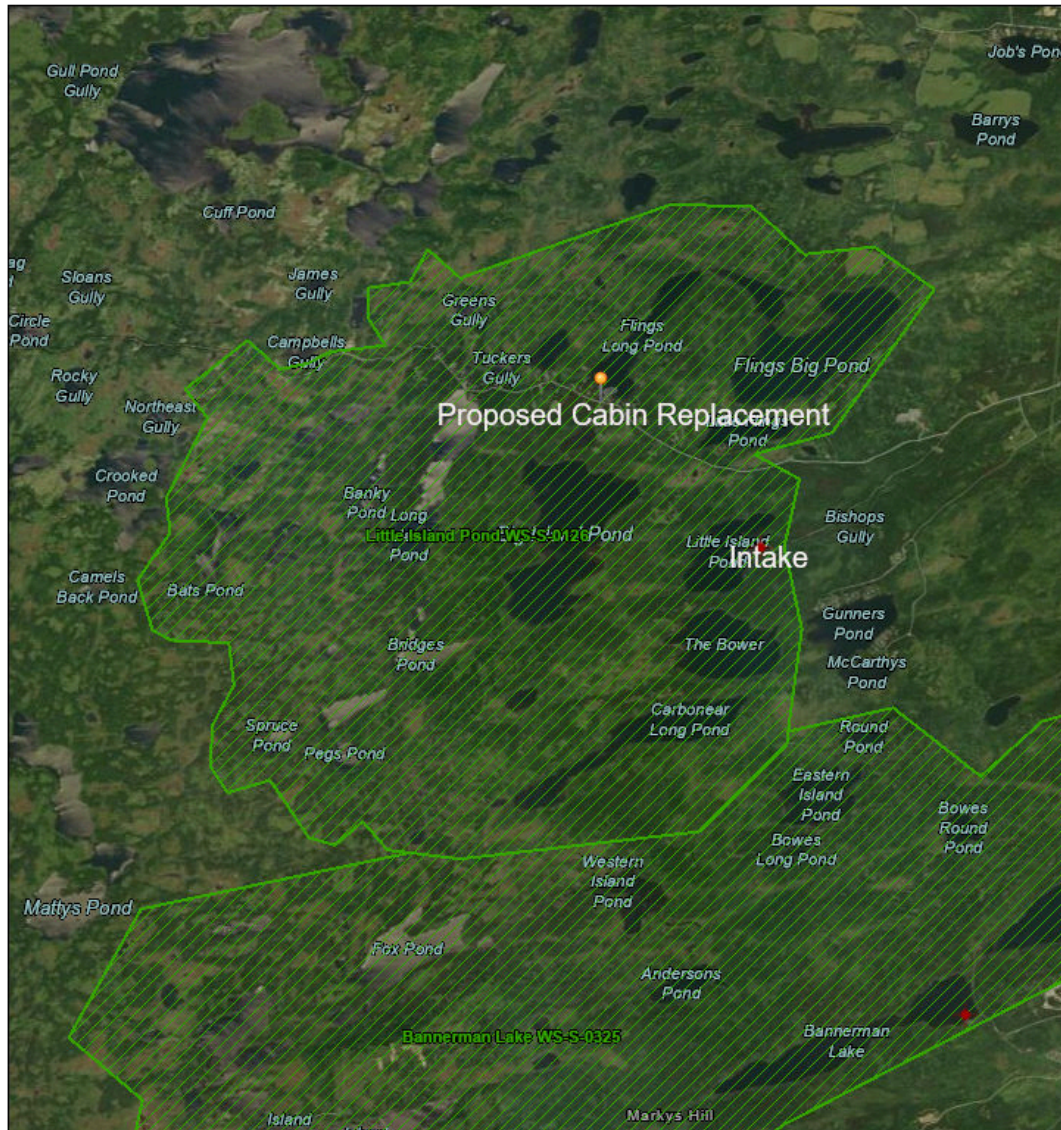 Job's Pon
Gull Pond
Gully
Barrys
Pond
Cuff Pond
ag
Sloans
Gully
James
Gully
Circle
Pond
Greens
Gully
Flings
Long Pond
Campbells
Gully
Tuckers
Gully
Flings Big Pond
Rocky
Gully
Northeast
Gully
Proposed Cabin Replacement
Pond
Crooked
Pond
Banky
Pond
Long
Pond
Little Island Pond WS-S-0126
Island Pond
Bishops
Gully
Little Island
Pond
Intake
Camels
Back Pond
Bats Pond
Gunners
Pond
Bridges
Pond
The Bower
McCarthys
Pond
Carbonear
Long Pond
Spruce
Pond
Pegs Pond
Round
Pond
Eastern
Island
Pond
Bowes
Round
Pond
Bowes
Long Pond
Western
Island
Pond
Mattys Pond
Fox Pond
Andersons
Pond
Bannerman Lake WS-S-0325
Bannerman
Lake
Island
Markys Hill